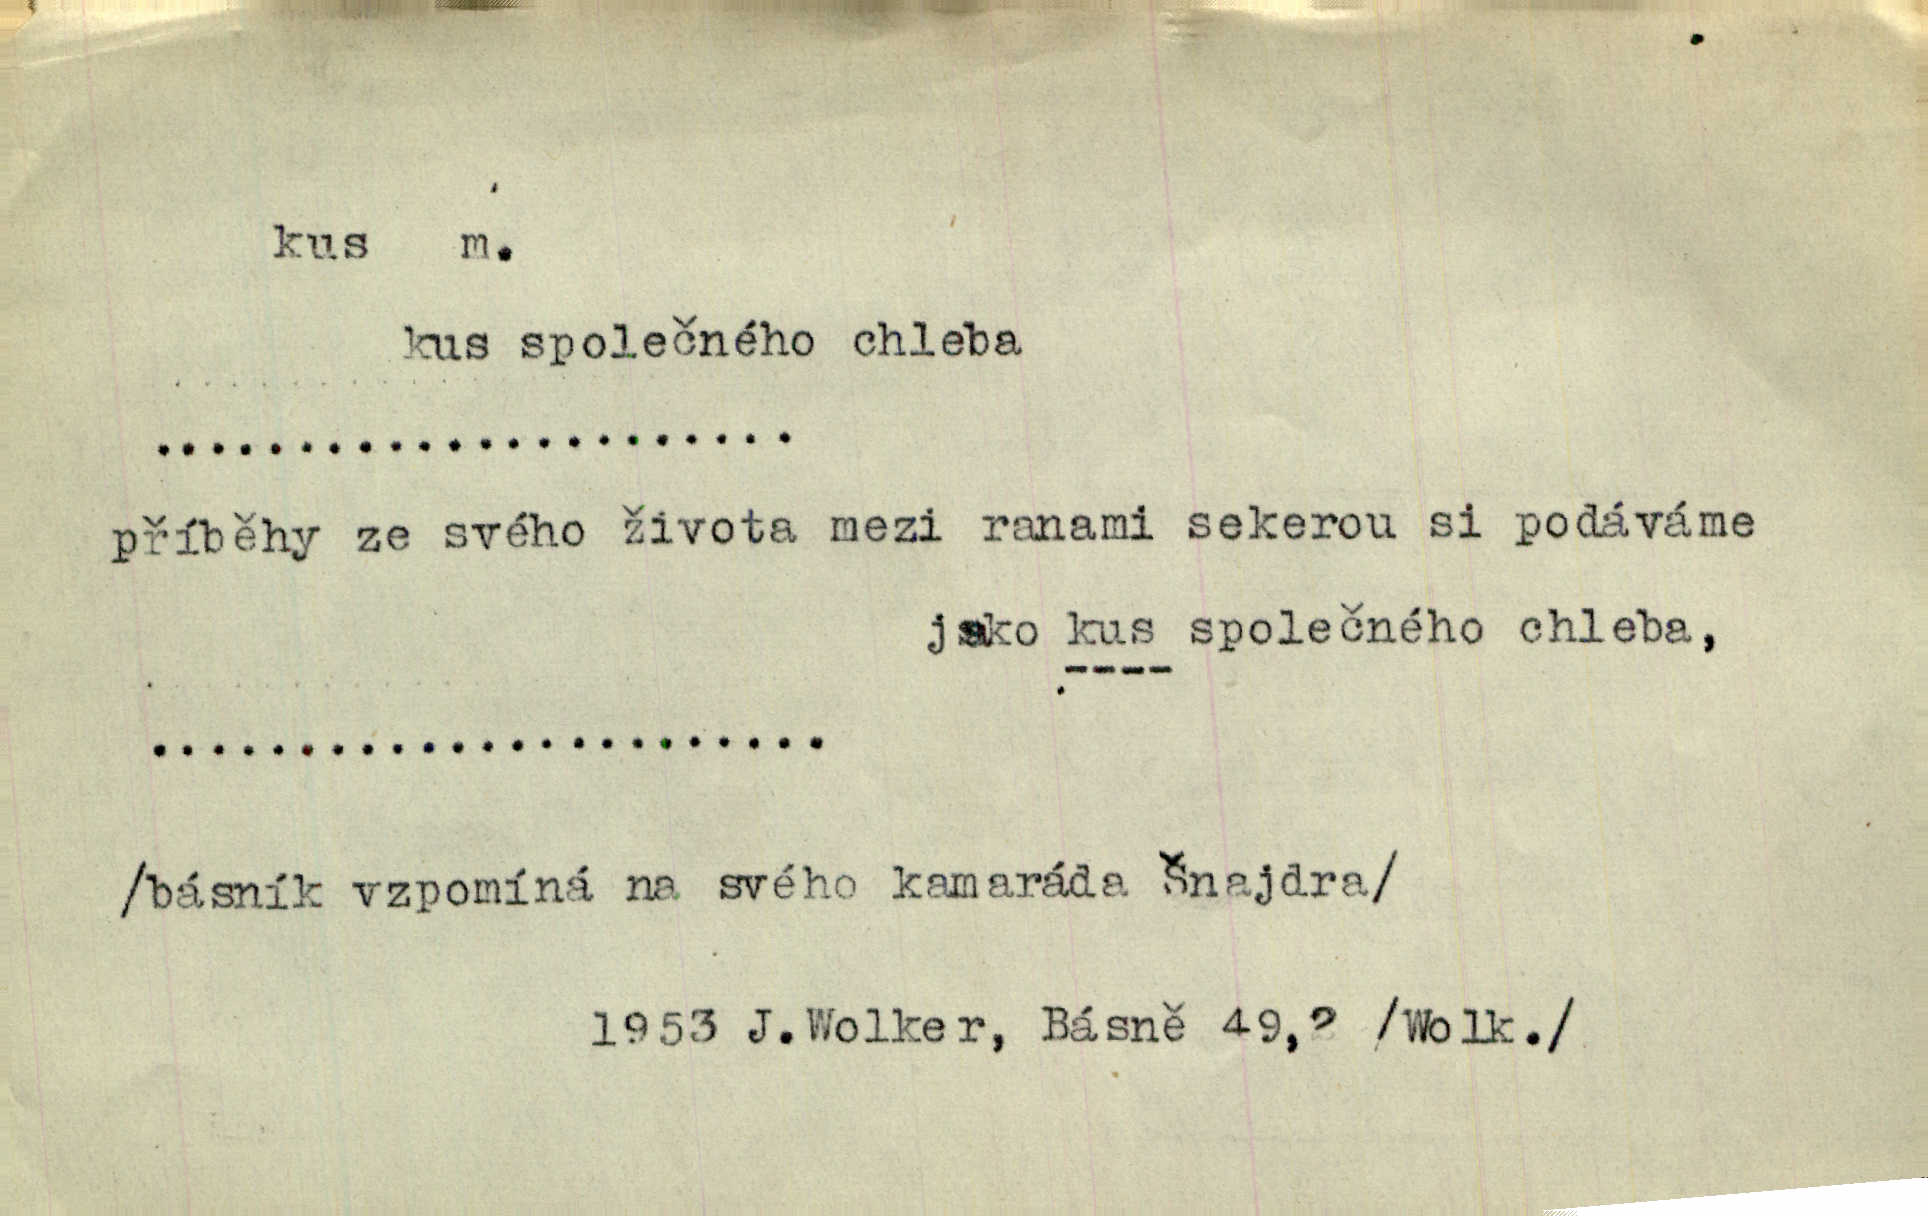 kus m.
kus společného chleba
......................
příběhy ze svého života mezi ranami sekerou si podáváme
jako kus společného chleba,
.......................
/básník vzpomíná na svého kamaráda Šnajdra/
1953 J.Wolker, Básně 49,2 /Wolk./